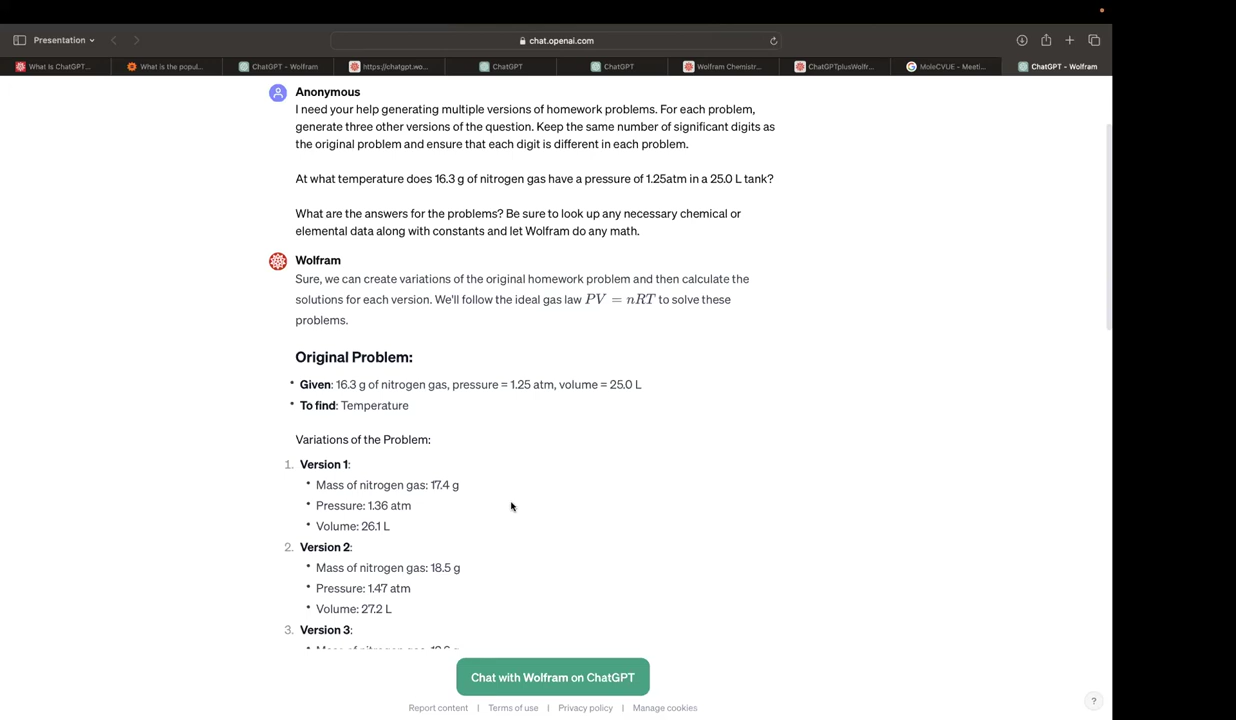 Presentation
chat.openai.com
What Is ChatGPT...
What is the popul...
ChatGPT - Wolfram
https://chatgpt.wo...
ChatGPT
ChatGPT
Wolfram Chemistr...
ChatGPTplusWolfr...
MoleCVUE – Meeti...
ChatGPT - Wolfram
Anonymous
I need your help generating multiple versions of homework problems. For each problem,
generate three other versions of the question. Keep the same number of significant digits as
the original problem and ensure that each digit is different in each problem.
At what temperature does 16.3 g of nitrogen gas have a pressure of 1.25atm in a 25.0 L tank?
What are the answers for the problems? Be sure to look up any necessary chemical or
elemental data along with constants and let Wolfram do any math.
Wolfram
Sure, we can create variations of the original homework problem and then calculate the
solutions for each version. We'll follow the ideal gas law PV = nRT to solve these
problems.
Original Problem:
• Given: 16.3 g of nitrogen gas, pressure = 1.25 atm, volume = 25.0 L
• To find: Temperature
Variations of the Problem:
1. Version 1:
• Mass of nitrogen gas: 17.4 g
• Pressure: 1.36 atm
• Volume: 26.1 L
2. Version 2:
• Mass of nitrogen gas: 18.5 g
• Pressure: 1.47 atm
• Volume: 27.2 L
3. Version 3:
Chat with Wolfram on ChatGPT
Report content | Terms of use | Privacy policy | Manage cookies
?